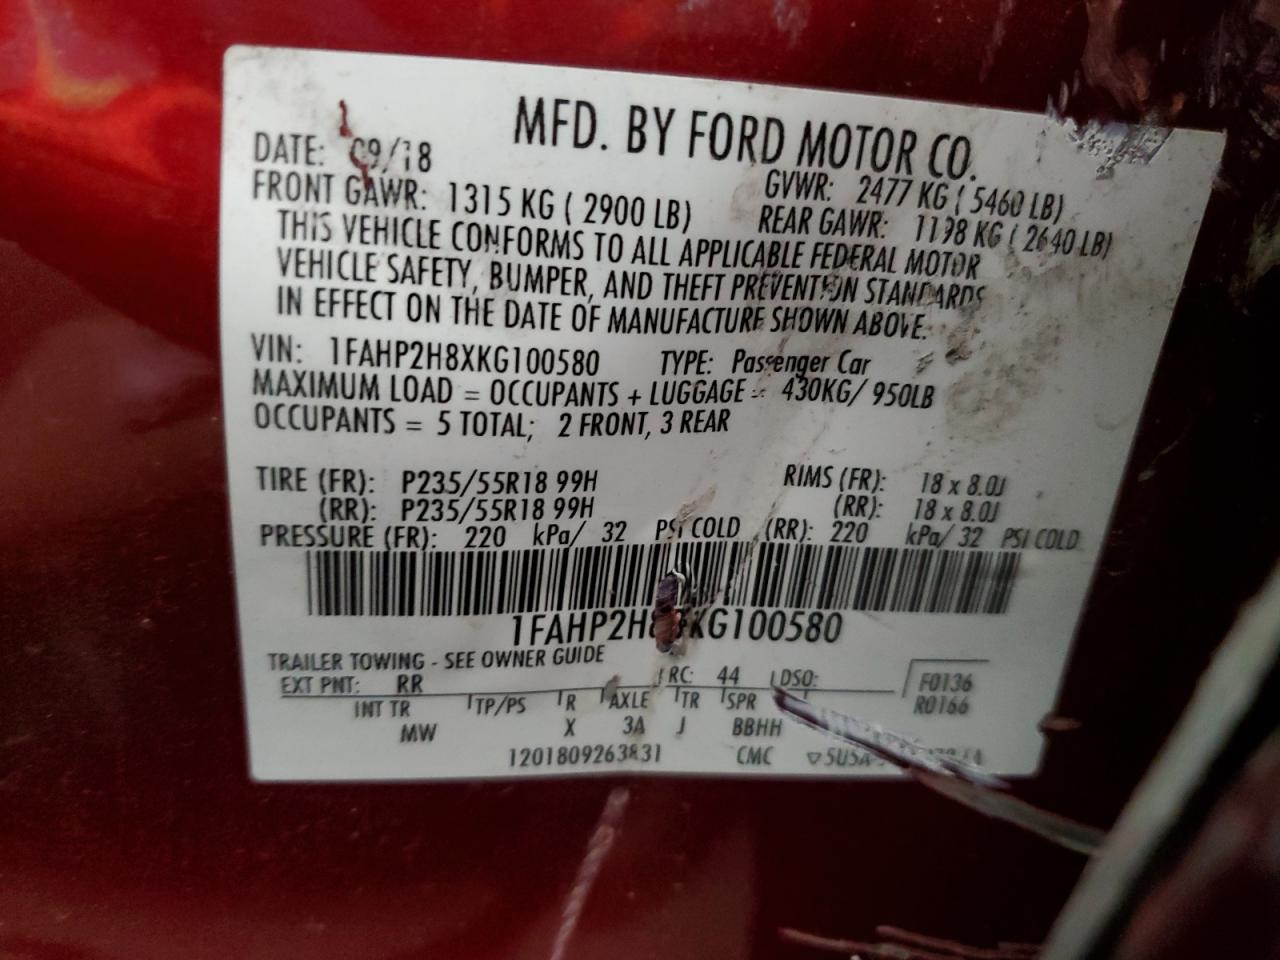 MFD. BY FORD MOTOR CO.
DATE: 09/18 GVWR: 2477 KG ( 5460 LB)
FRONT GAWR: 1315 KG ( 2900 LB) REAR GAWR: 1198 KG ( 2640 LB)
THIS VEHICLE CONFORMS TO ALL APPLICABLE FEDERAL MOTOR
VEHICLE SAFETY, BUMPER, AND THEFT PREVENTION STANDARDS
IN EFFECT ON THE DATE OF MANUFACTURE SHOWN ABOVE.
VIN: 1FAHP2H8XKG100580 TYPE: Passenger Car
MAXIMUM LOAD = OCCUPANTS + LUGGAGE = 430KG/ 950LB
OCCUPANTS = 5 TOTAL; 2 FRONT, 3 REAR
TIRE (FR): P235/55R18 99H RIMS (FR): 18 x 8.0J
(RR): P235/55R18 99H (RR): 18 x 8.0J
PRESSURE (FR): 220 kPa/ 32 PSI COLD (RR): 220 kPa/ 32 PSI COLD
1FAHP2H8XKG100580
TRAILER TOWING - SEE OWNER GUIDE
EXT PNT: RR RC: 44 DSO: F0136
INT TR TP/PS R AXLE TR SPR R0166
MW X 3A J BBHH
1201809263831 CMC ▽5U5A-